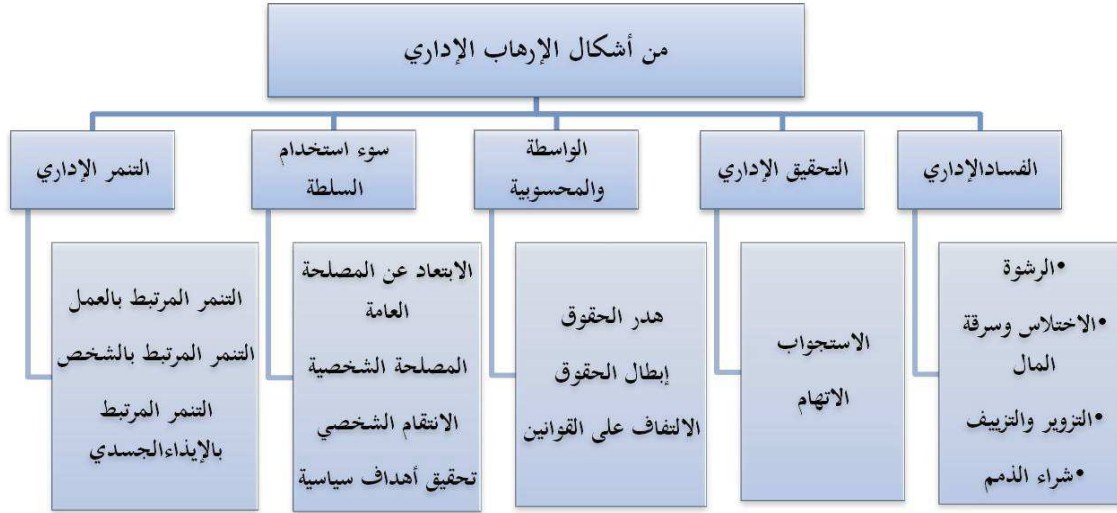 من أشكال الإرهاب الإداري
الفسادالإداري
•الرشوة
•الاختلاس وسرقة
المال
•التزوير والتزييف
•شراء الذمم
التحقيق الإداري
الاستجواب
الاتهام
الواسطة
والمحسوبية
هدر الحقوق
إبطال الحقوق
الالتفاف على القوانين
سوء استخدام
السلطة
الابتعاد عن المصلحة
العامة
المصلحة الشخصية
الانتقام الشخصي
تحقيق أهداف سياسية
التنمر الإداري
التنمر المرتبط بالعمل
التنمر المرتبط بالشخص
التنمر المرتبط
بالإيذاءالجسدي